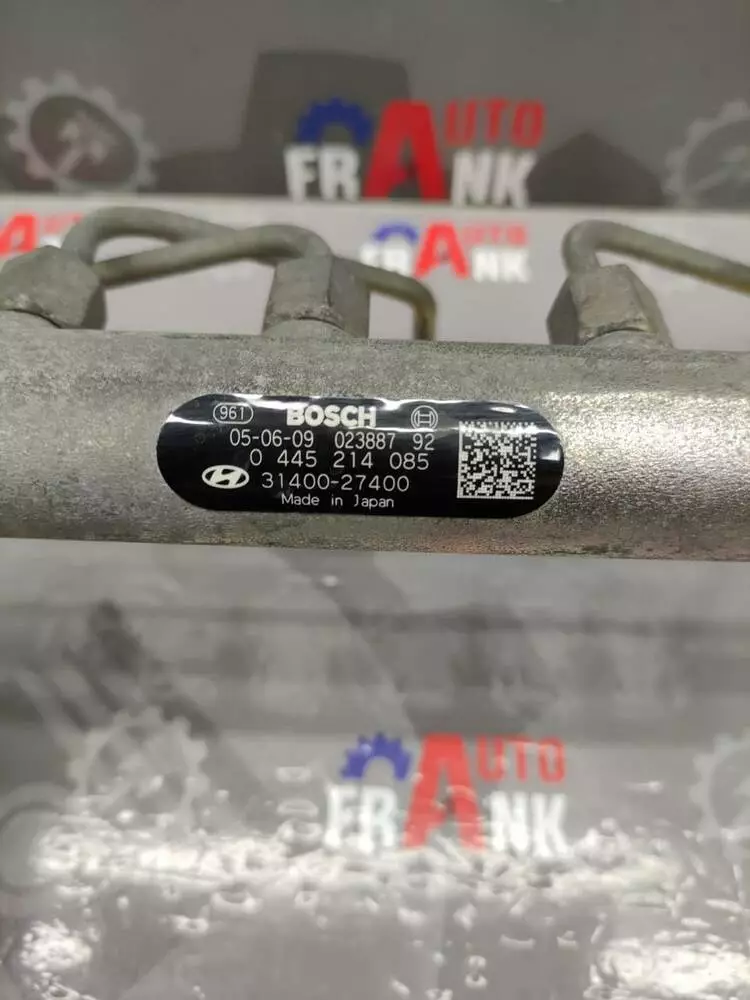 AUTO
FRANK
AUTO
FRANK
A
961 BOSCH
05-06-09 023887 92
0 445 214 085
31400-27400
Made in Japan
AUTO
FRANK